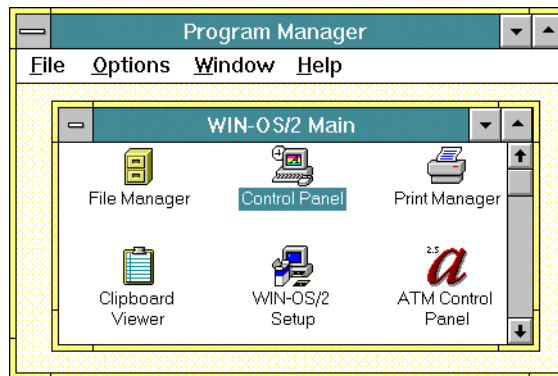 Program Manager
File Options Window Help
WIN-OS/2 Main
File Manager Control Panel Print Manager
2.5
a
Clipboard WIN-OS/2 ATM Control
Viewer Setup Panel